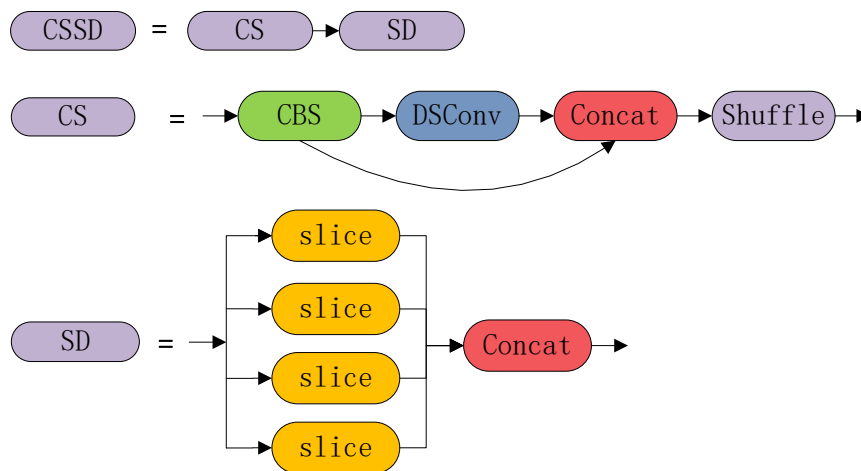 CSSD = CS SD
CS = CBS DSConv Concat Shuffle
slice
slice
SD = Concat
slice
slice